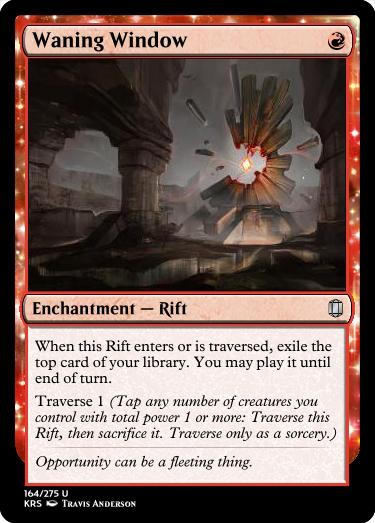 Waning Window
Enchantment — Rift
When this Rift enters or is traversed, exile the
top card of your library. You may play it until
end of turn.
Traverse 1 (Tap any number of creatures you
control with total power 1 or more: Traverse this
Rift, then sacrifice it. Traverse only as a sorcery.)
Opportunity can be a fleeting thing.
164/275 U
KRS Travis Anderson